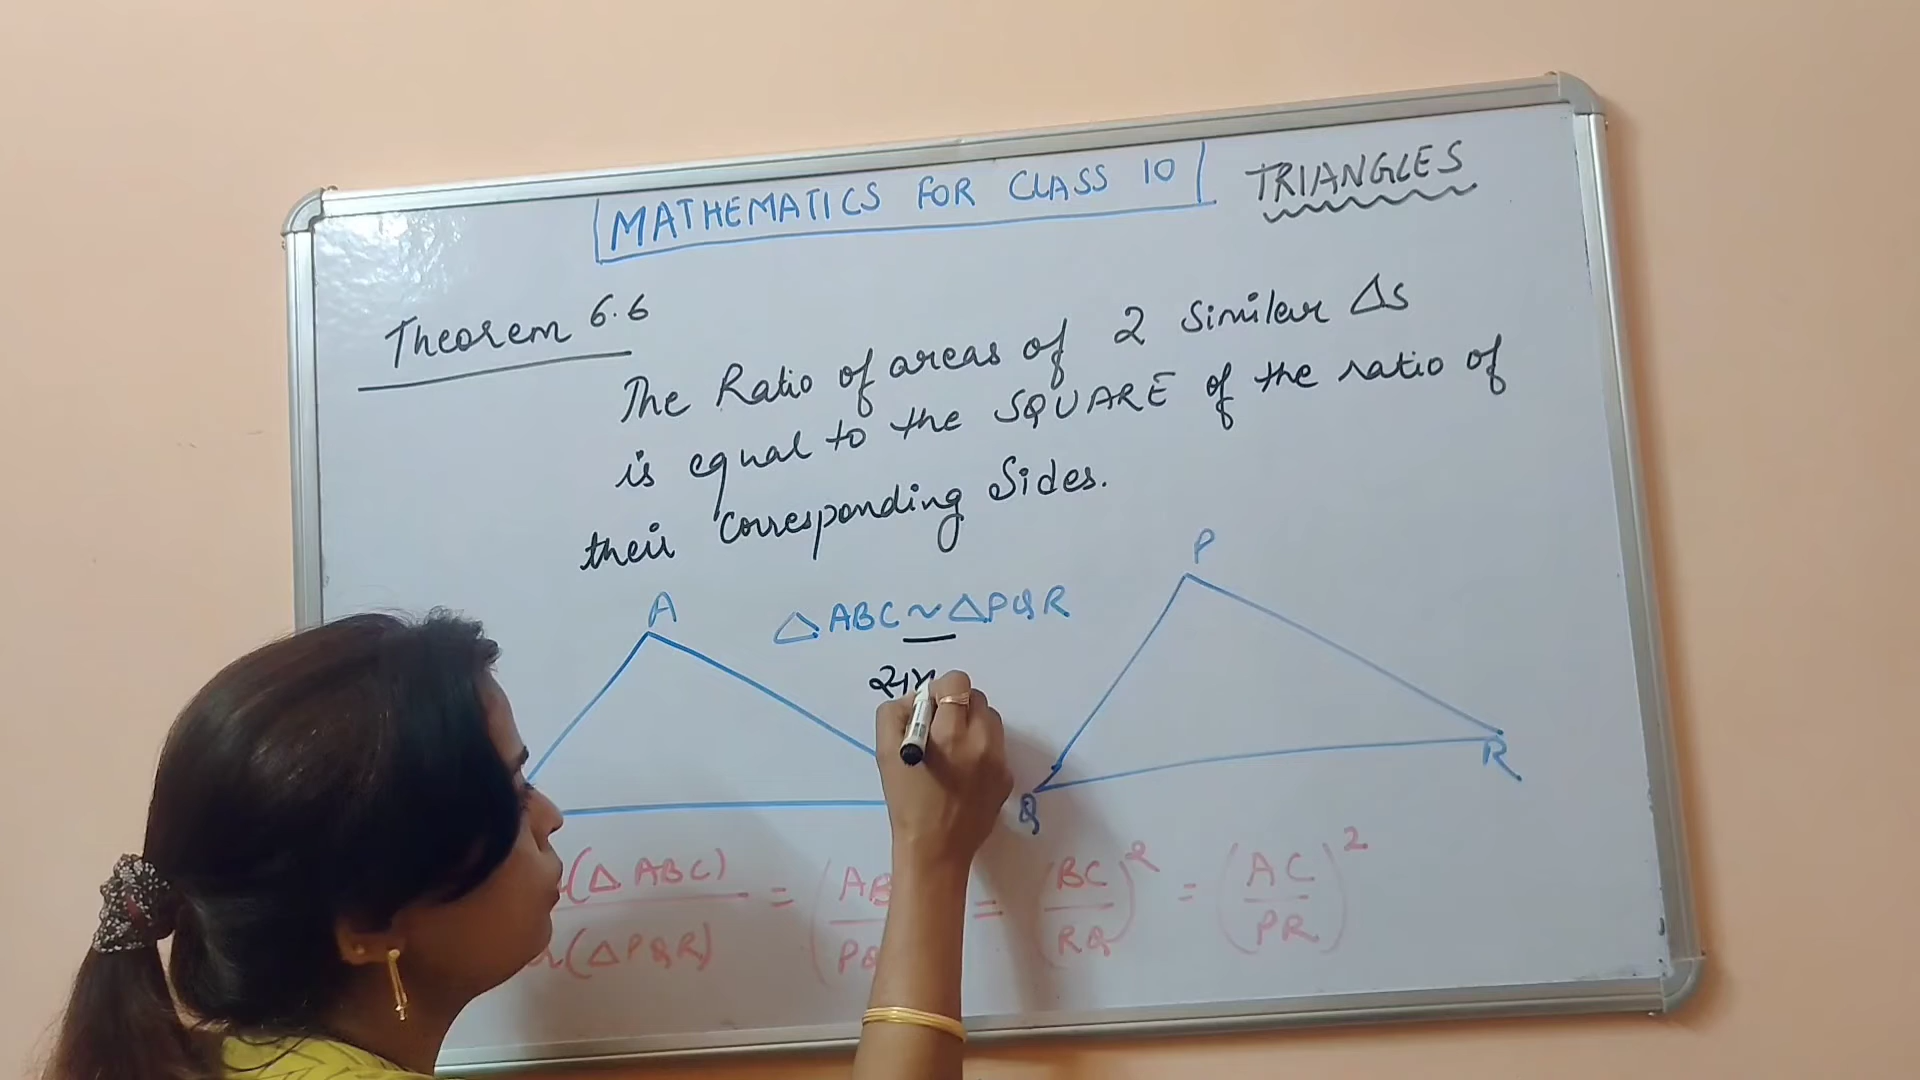 MATHEMATICS FOR CLASS 10
TRIANGLES
Theorem 6.6
The Ratio of areas of 2 Similar Δs
is equal to the SQUARE of the ratio of
their Corresponding Sides.
P
A
ΔABC ~ ΔPQR
R
Q
(ΔABC) = (AB = (BC)² = (AC)²
(ΔPQR) (PQ (RQ) (PR)